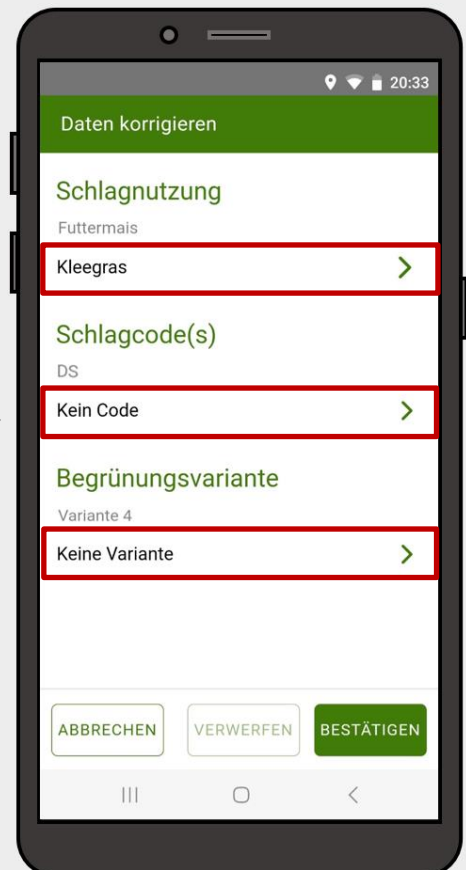 20:33
Daten korrigieren
Schlagnutzung
Futtermais
Kleegras
Schlagcode(s)
DS
Kein Code
Begrünungsvariante
Variante 4
Keine Variante
ABBRECHEN VERWERFEN BESTÄTIGEN